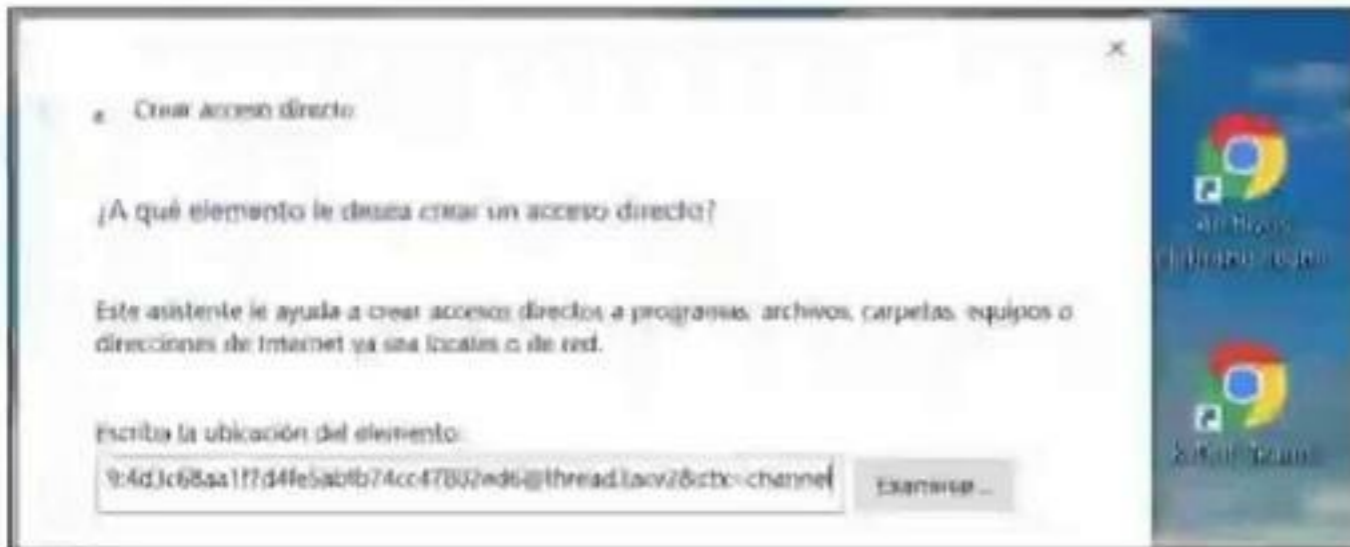 Crear acceso directo
¿A qué elemento le desea crear un acceso directo?
Este asistente le ayuda a crear accesos directos a programas, archivos, carpetas, equipos o
direcciones de Internet ya sea locales o de red.
Escriba la ubicación del elemento:
channel
Examinar...